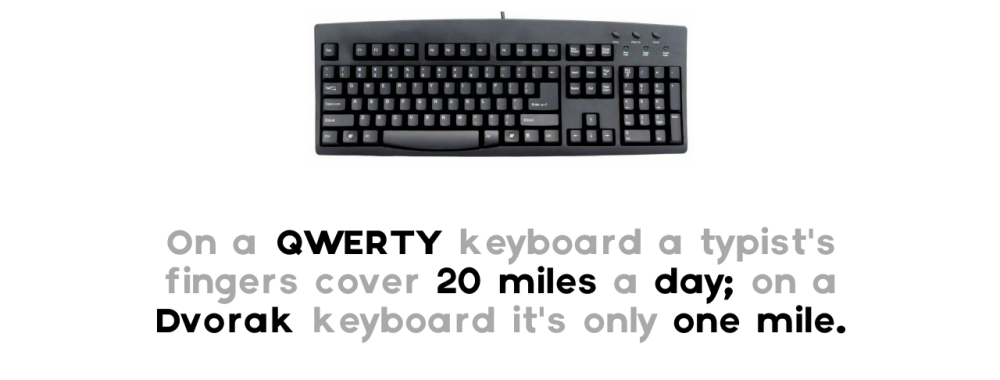 On a QWERTY keyboard a typist's
fingers cover 20 miles a day; on a
Dvorak keyboard it's only one mile.